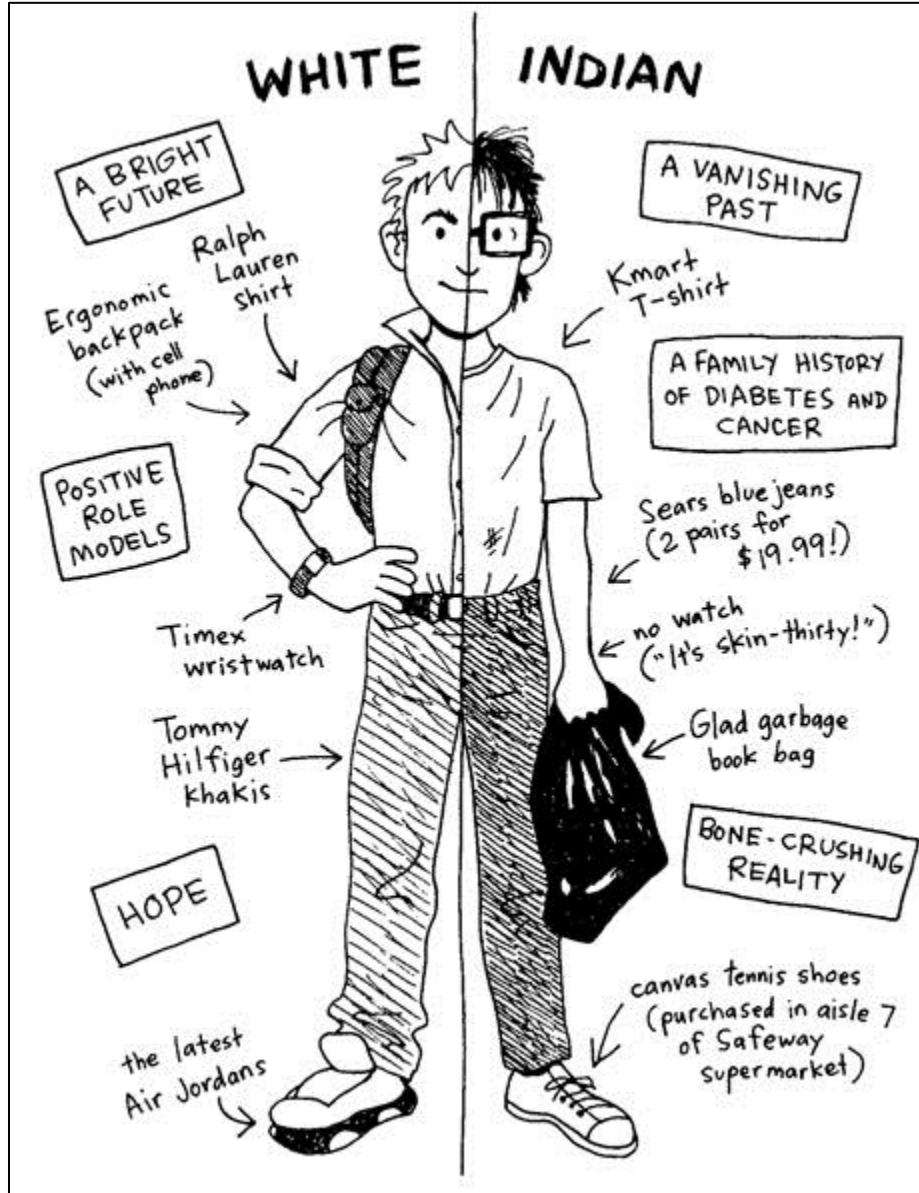 WHITE
INDIAN
A BRIGHT
FUTURE
Ralph
Lauren
shirt
Ergonomic
backpack
(with cell
phone)
POSITIVE
ROLE
MODELS
Timex
wristwatch
Tommy
Hilfiger
khakis
HOPE
the latest
Air Jordans
A VANISHING
PAST
Kmart
T-shirt
A FAMILY HISTORY
OF DIABETES AND
CANCER
Sears blue jeans
(2 pairs for
$19.99!)
no watch
("It's skin-thirty!")
Glad garbage
book bag
BONE-CRUSHING
REALITY
canvas tennis shoes
(purchased in aisle 7
of Safeway
supermarket)